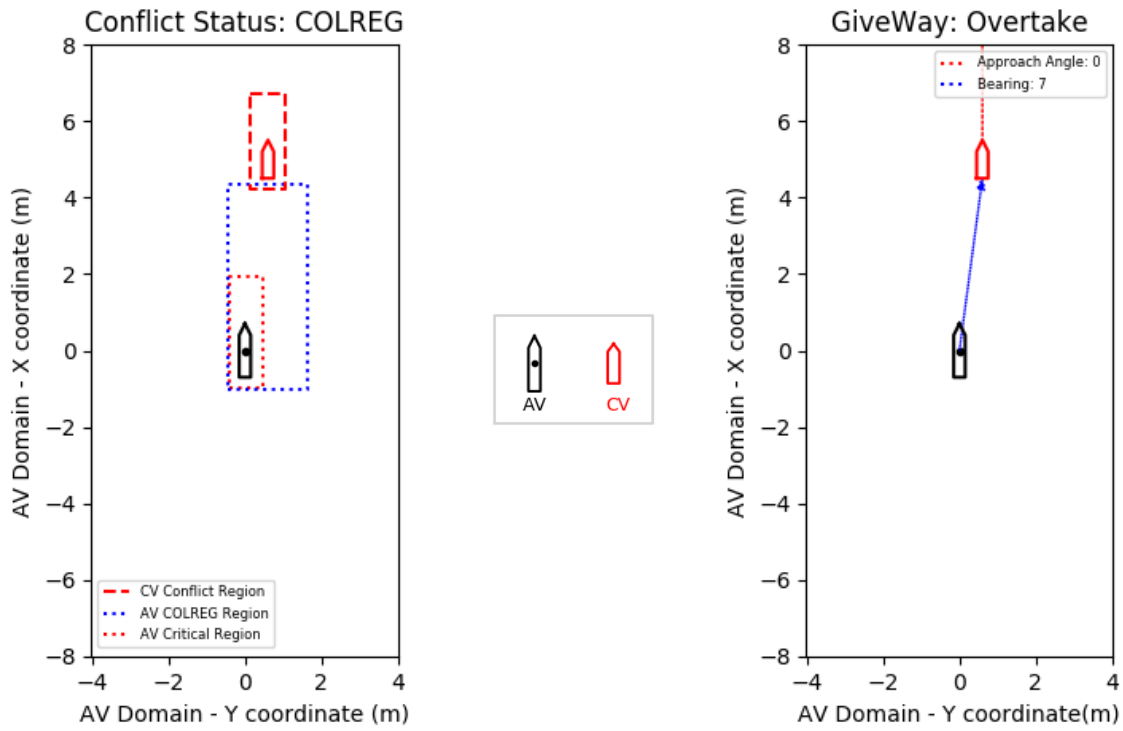 Conflict Status: COLREG
8
6
4
2
0
−2
−4
−6
−8
AV Domain - X coordinate (m)
CV Conflict Region
AV COLREG Region
AV Critical Region
−4 −2 0 2 4
AV Domain - Y coordinate (m)
AV CV
GiveWay: Overtake
8
6
4
2
0
−2
−4
−6
−8
AV Domain - X coordinate (m)
Approach Angle: 0
Bearing: 7
−4 −2 0 2 4
AV Domain - Y coordinate(m)